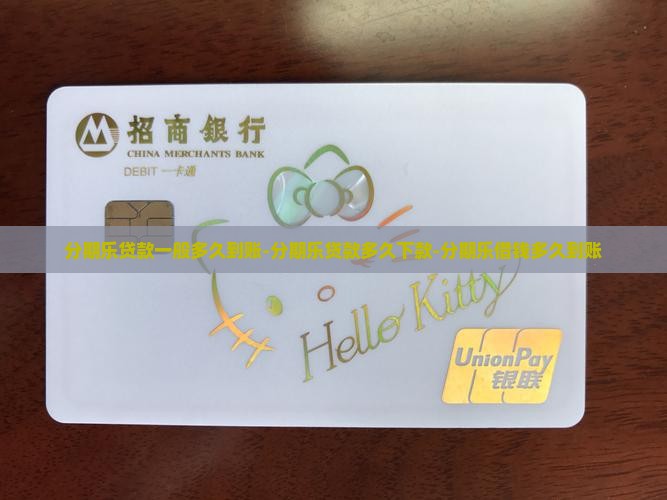 招商銀行
CHINA MERCHANTS BANK
DEBIT 一卡通
分期乐贷款一般多久到账-分期乐贷款多久下款-分期乐借钱多久到账
Hello Kitty
UnionPay
银联